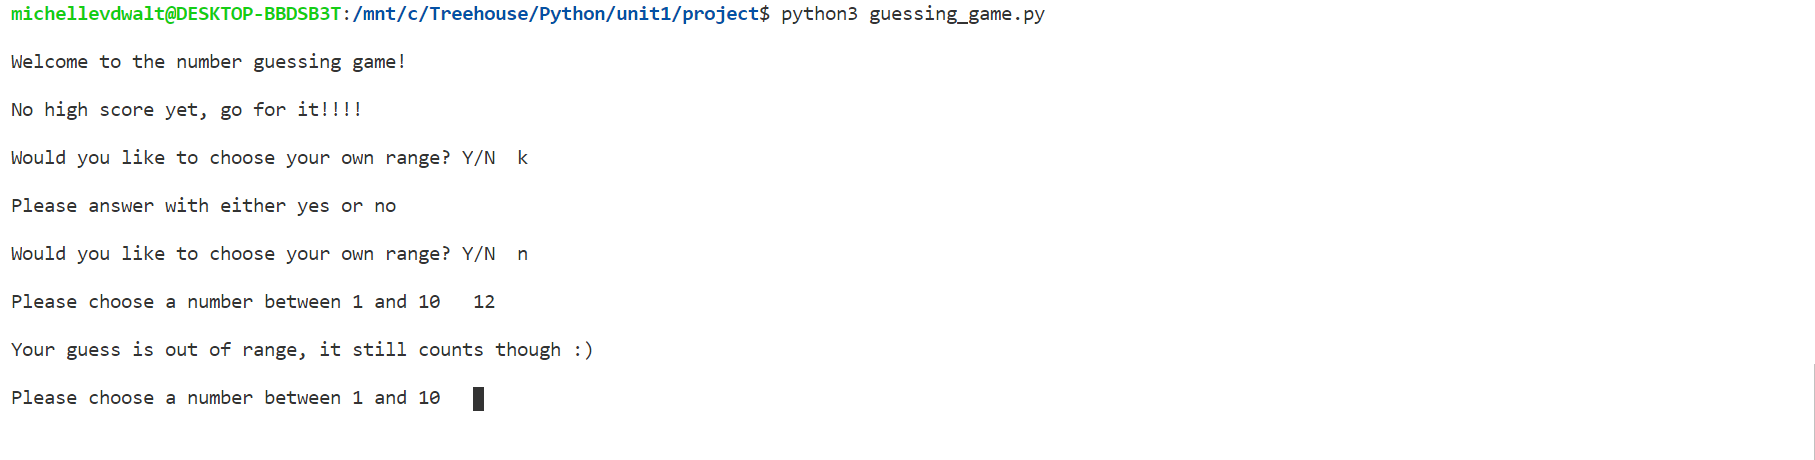 michellevdwalt@DESKTOP-BBDSB3T:/mnt/c/Treehouse/Python/unit1/project$ python3 guessing_game.py
Welcome to the number guessing game!
No high score yet, go for it!!!!
Would you like to choose your own range? Y/N  k
Please answer with either yes or no
Would you like to choose your own range? Y/N  n
Please choose a number between 1 and 10   12
Your guess is out of range, it still counts though :)
Please choose a number between 1 and 10